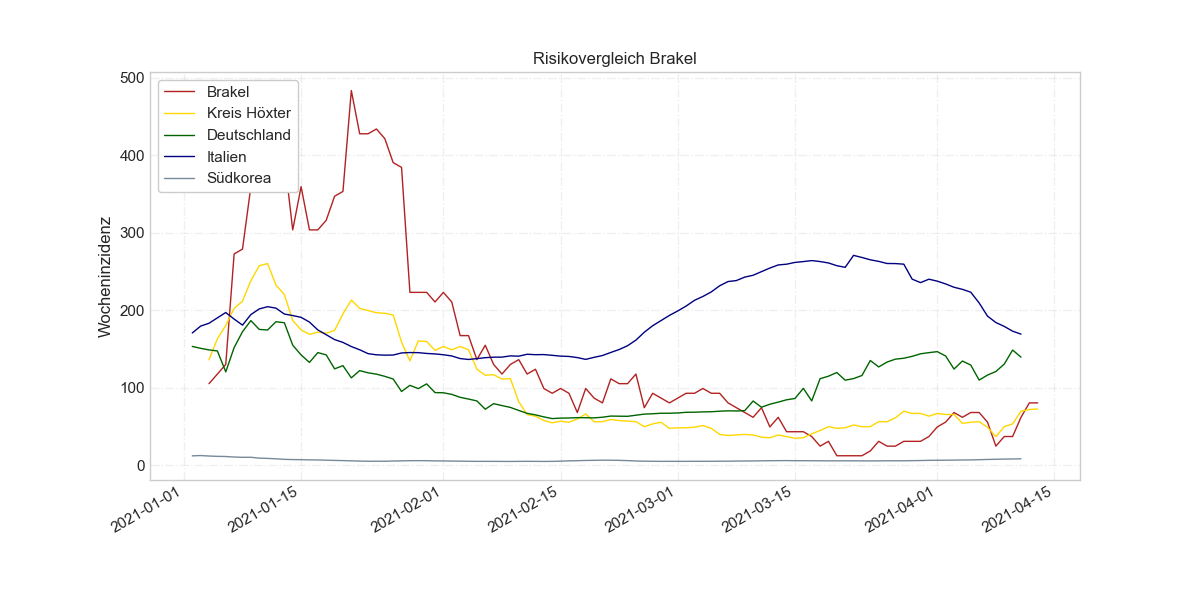 Risikovergleich Brakel
Wocheninzidenz
500
400
300
200
100
0
Brakel
Kreis Höxter
Deutschland
Italien
Südkorea
2021-01-01
2021-01-15
2021-02-01
2021-02-15
2021-03-01
2021-03-15
2021-04-01
2021-04-15